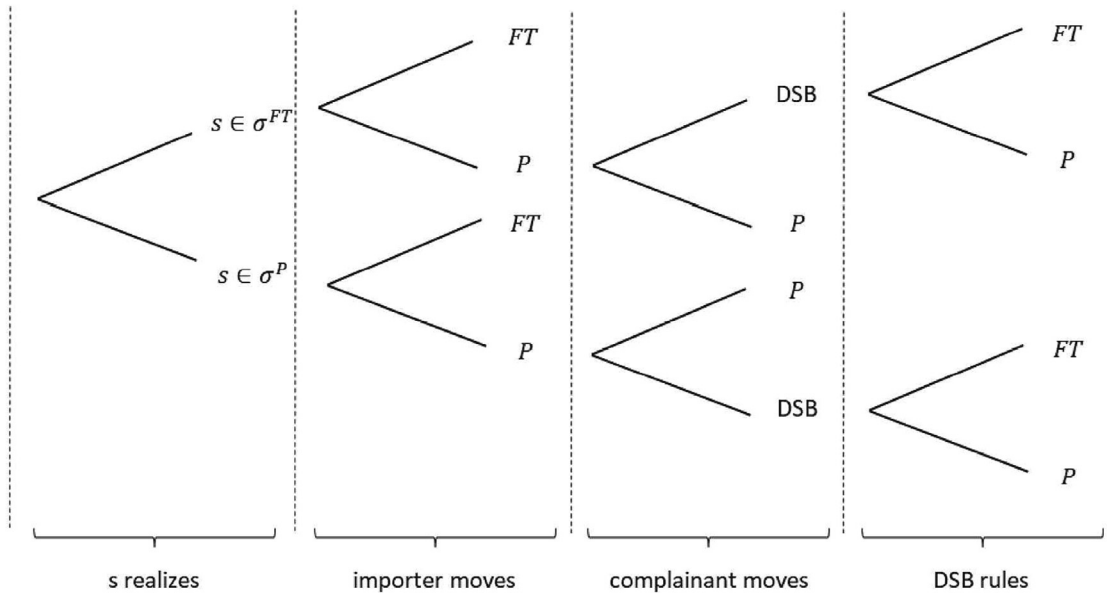 s ∈ σ^FT
s ∈ σ^P
FT
P
FT
P
DSB
P
P
DSB
FT
P
FT
P
s realizes
importer moves
complainant moves
DSB rules